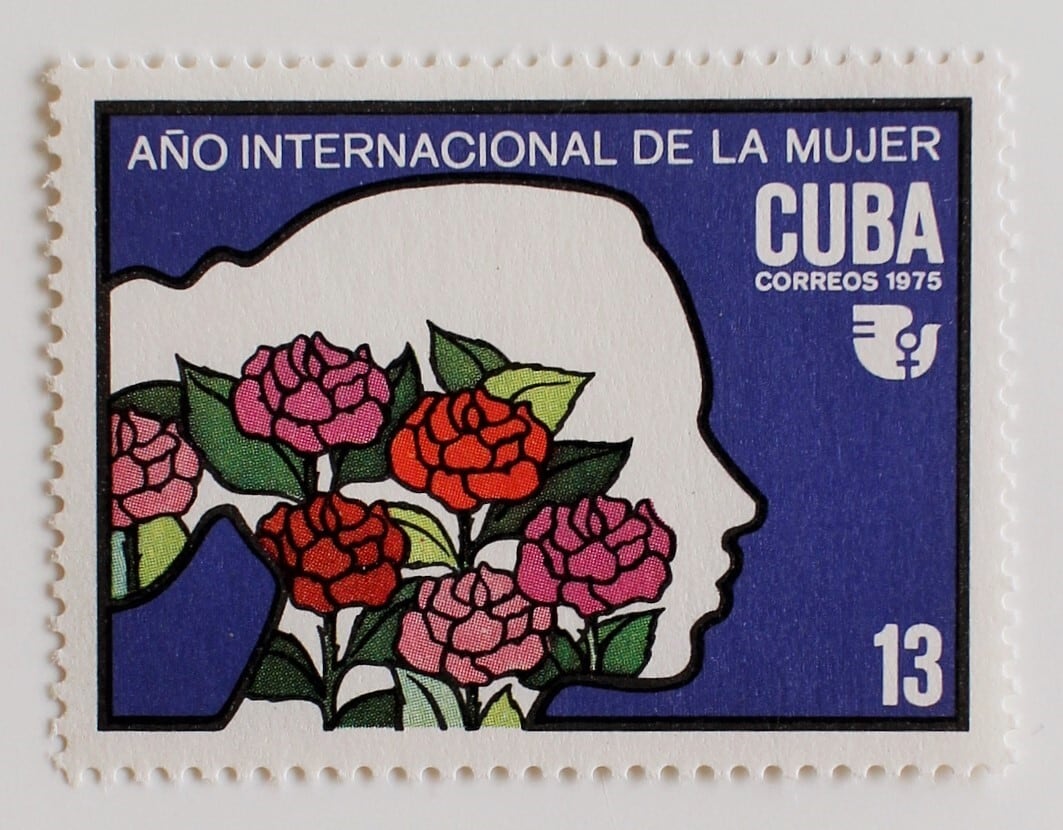 AÑO INTERNACIONAL DE LA MUJER
CUBA
CORREOS 1975
13